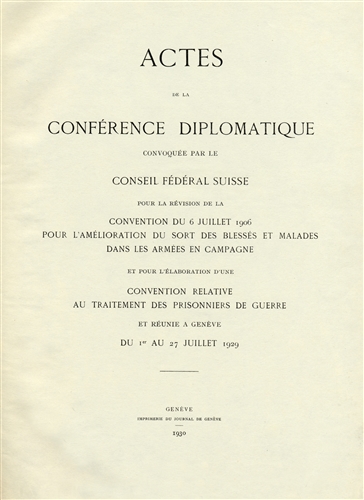 ACTES
DE LA
CONFÉRENCE DIPLOMATIQUE
CONVOQUÉE PAR LE
CONSEIL FÉDÉRAL SUISSE
POUR LA RÉVISION DE LA
CONVENTION DU 6 JUILLET 1906
POUR L'AMÉLIORATION DU SORT DES BLESSÉS ET MALADES
DANS LES ARMÉES EN CAMPAGNE
ET POUR L'ÉLABORATION D'UNE
CONVENTION RELATIVE
AU TRAITEMENT DES PRISONNIERS DE GUERRE
ET RÉUNIE A GENÈVE
DU 1er AU 27 JUILLET 1929
GENÈVE
IMPRIMERIE DU JOURNAL DE GENÈVE
1930